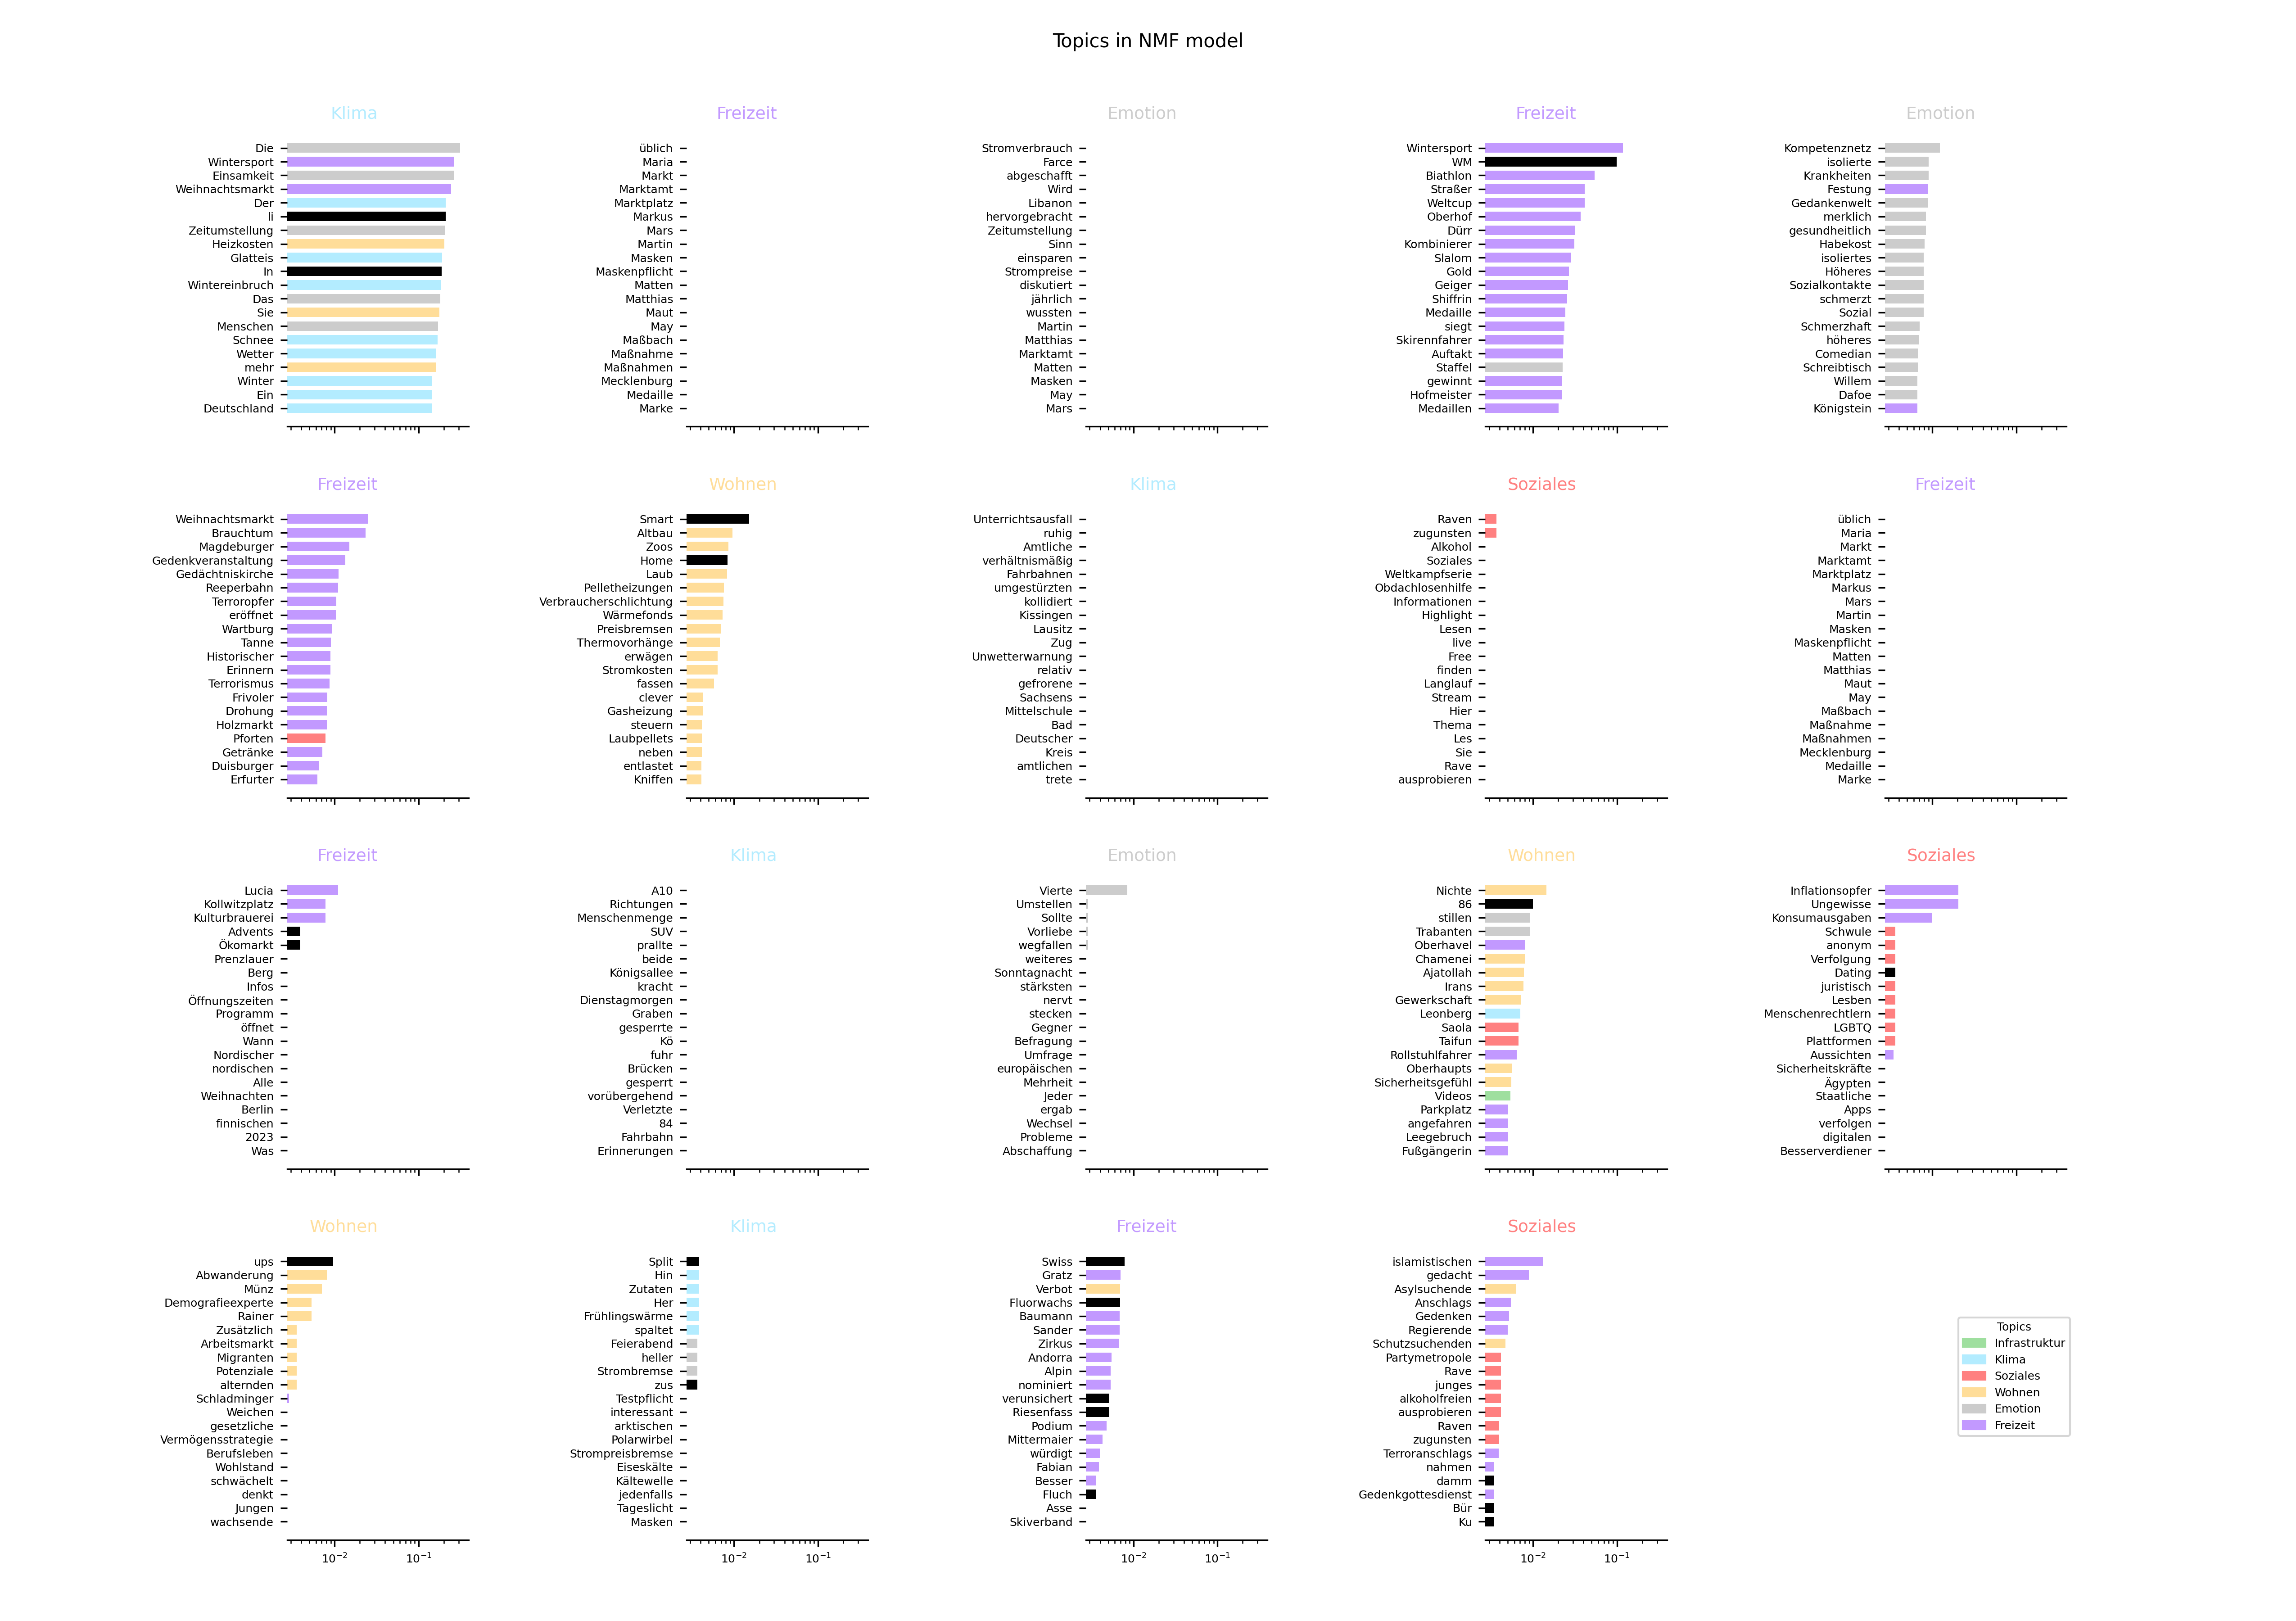 Topics in NMF model
Klima
Die
Wintersport
Einsamkeit
Weihnachtsmarkt
Der
li
Zeitumstellung
Heizkosten
Glatteis
In
Wintereinbruch
Das
Sie
Menschen
Schnee
Wetter
mehr
Winter
Ein
Deutschland
Freizeit
üblich
Maria
Markt
Marktamt
Marktplatz
Markus
Mars
Martin
Masken
Maskenpflicht
Matten
Matthias
Maut
May
Maßbach
Maßnahme
Maßnahmen
Mecklenburg
Medaille
Marke
Emotion
Stromverbrauch
Farce
abgeschafft
Wird
Libanon
hervorgebracht
Zeitumstellung
Sinn
einsparen
Strompreise
diskutiert
jährlich
wussten
Martin
Matthias
Marktamt
Matten
Masken
May
Mars
Freizeit
Wintersport
WM
Biathlon
Straßer
Weltcup
Oberhof
Dürr
Kombinierer
Slalom
Gold
Geiger
Shiffrin
Medaille
siegt
Skirennfahrer
Auftakt
Staffel
gewinnt
Hofmeister
Medaillen
Emotion
Kompetenznetz
isolierte
Krankheiten
Festung
Gedankenwelt
merklich
gesundheitlich
Habekost
isoliertes
Höheres
Sozialkontakte
schmerzt
Sozial
Schmerzhaft
höheres
Comedian
Schreibtisch
Willem
Dafoe
Königstein
Freizeit
Weihnachtsmarkt
Brauchtum
Magdeburger
Gedenkveranstaltung
Gedächtniskirche
Reeperbahn
Terroropfer
eröffnet
Wartburg
Tanne
Historischer
Erinnern
Terrorismus
Frivoler
Drohung
Holzmarkt
Pforten
Getränke
Duisburger
Erfurter
Wohnen
Smart
Altbau
Zoos
Home
Laub
Pelletheizungen
Verbraucherschlichtung
Wärmefonds
Preisbremsen
Thermovorhänge
erwägen
Stromkosten
fassen
clever
Gasheizung
steuern
Laubpellets
neben
entlastet
Kniffen
Klima
Unterrichtsausfall
ruhig
Amtliche
verhältnismäßig
Fahrbahnen
umgestürzten
kollidiert
Kissingen
Lausitz
Zug
Unwetterwarnung
relativ
gefrorene
Sachsens
Mittelschule
Bad
Deutscher
Kreis
amtlichen
trete
Soziales
Raven
zugunsten
Alkohol
Soziales
Weltkampfserie
Obdachlosenhilfe
Informationen
Highlight
Lesen
live
Free
finden
Langlauf
Stream
Hier
Thema
Les
Sie
Rave
ausprobieren
Freizeit
üblich
Maria
Markt
Marktamt
Marktplatz
Markus
Mars
Martin
Masken
Maskenpflicht
Matten
Matthias
Maut
May
Maßbach
Maßnahme
Maßnahmen
Mecklenburg
Medaille
Marke
Freizeit
Lucia
Kollwitzplatz
Kulturbrauerei
Advents
Ökomarkt
Prenzlauer
Berg
Infos
Öffnungszeiten
Programm
öffnet
Wann
Nordischer
nordischen
Alle
Weihnachten
Berlin
finnischen
2023
Was
Klima
A10
Richtungen
Menschenmenge
SUV
prallte
beide
Königsallee
kracht
Dienstagmorgen
Graben
gesperrte
Kö
fuhr
Brücken
gesperrt
vorübergehend
Verletzte
84
Fahrbahn
Erinnerungen
Emotion
Vierte
Umstellen
Sollte
Vorliebe
wegfallen
weiteres
Sonntagnacht
stärksten
nervt
stecken
Gegner
Befragung
Umfrage
europäischen
Mehrheit
Jeder
ergab
Wechsel
Probleme
Abschaffung
Wohnen
Nichte
86
stillen
Trabanten
Oberhavel
Chamenei
Ajatollah
Irans
Gewerkschaft
Leonberg
Saola
Taifun
Rollstuhlfahrer
Oberhaupts
Sicherheitsgefühl
Videos
Parkplatz
angefahren
Leegebruch
Fußgängerin
Soziales
Inflationsopfer
Ungewisse
Konsumausgaben
Schwule
anonym
Verfolgung
Dating
juristisch
Lesben
Menschenrechtlern
LGBTQ
Plattformen
Aussichten
Sicherheitskräfte
Ägypten
Staatliche
Apps
verfolgen
digitalen
Besserverdiener
Wohnen
ups
Abwanderung
Münz
Demografieexperte
Rainer
Zusätzlich
Arbeitsmarkt
Migranten
Potenziale
alternden
Schladminger
Weichen
gesetzliche
Vermögensstrategie
Berufsleben
Wohlstand
schwächelt
denkt
Jungen
wachsende
10⁻² 10⁻¹
Klima
Split
Hin
Zutaten
Her
Frühlingswärme
spaltet
Feierabend
heller
Strombremse
zus
Testpflicht
interessant
arktischen
Polarwirbel
Strompreisbremse
Eiseskälte
Kältewelle
jedenfalls
Tageslicht
Masken
10⁻² 10⁻¹
Freizeit
Swiss
Gratz
Verbot
Fluorwachs
Baumann
Sander
Zirkus
Andorra
Alpin
nominiert
verunsichert
Riesenfass
Podium
Mittermaier
würdigt
Fabian
Besser
Fluch
Asse
Skiverband
10⁻² 10⁻¹
Soziales
islamistischen
gedacht
Asylsuchende
Anschlags
Gedenken
Regierende
Schutzsuchenden
Partymetropole
Rave
junges
alkoholfreien
ausprobieren
Raven
zugunsten
Terroranschlags
nahmen
damm
Gedenkgottesdienst
Bür
Ku
10⁻² 10⁻¹
Topics
Infrastruktur
Klima
Soziales
Wohnen
Emotion
Freizeit